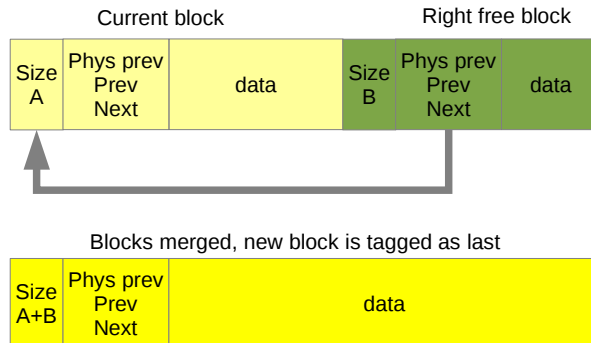 Current block
Right free block
Size
A
Phys prev
Prev
Next
data
Size
B
Phys prev
Prev
Next
data
Blocks merged, new block is tagged as last
Size
A+B
Phys prev
Prev
Next
data